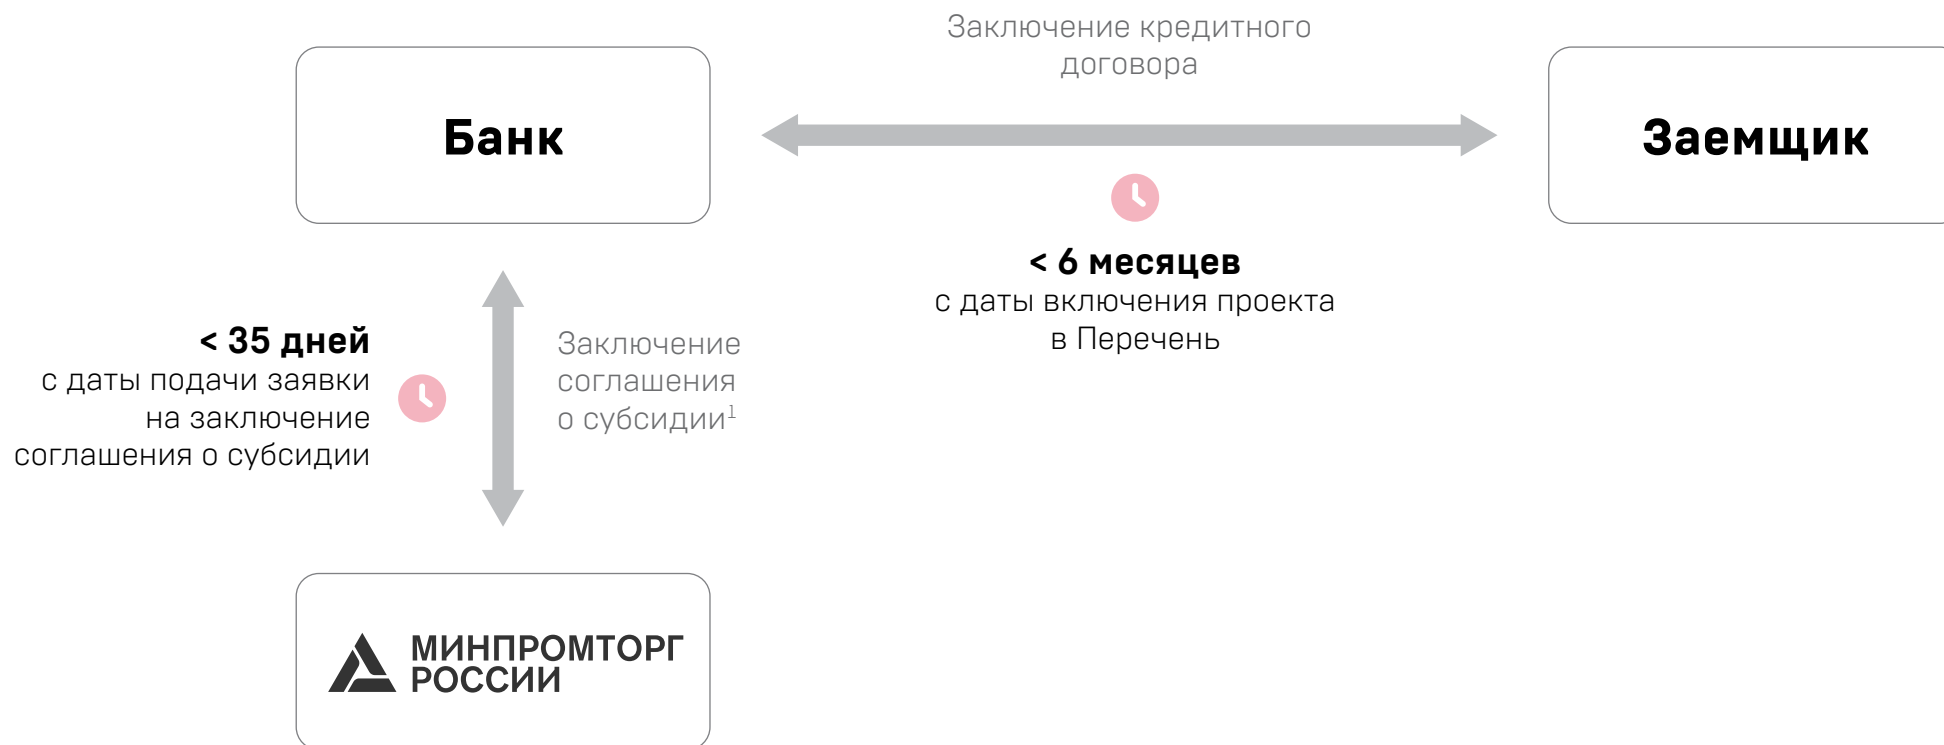 Заключение кредитного
договора
Банк
Заемщик
< 6 месяцев
с даты включения проекта
в Перечень
< 35 дней
с даты подачи заявки
на заключение
соглашения о субсидии
Заключение
соглашения
о субсидии¹
МИНПРОМТОРГ
РОССИИ